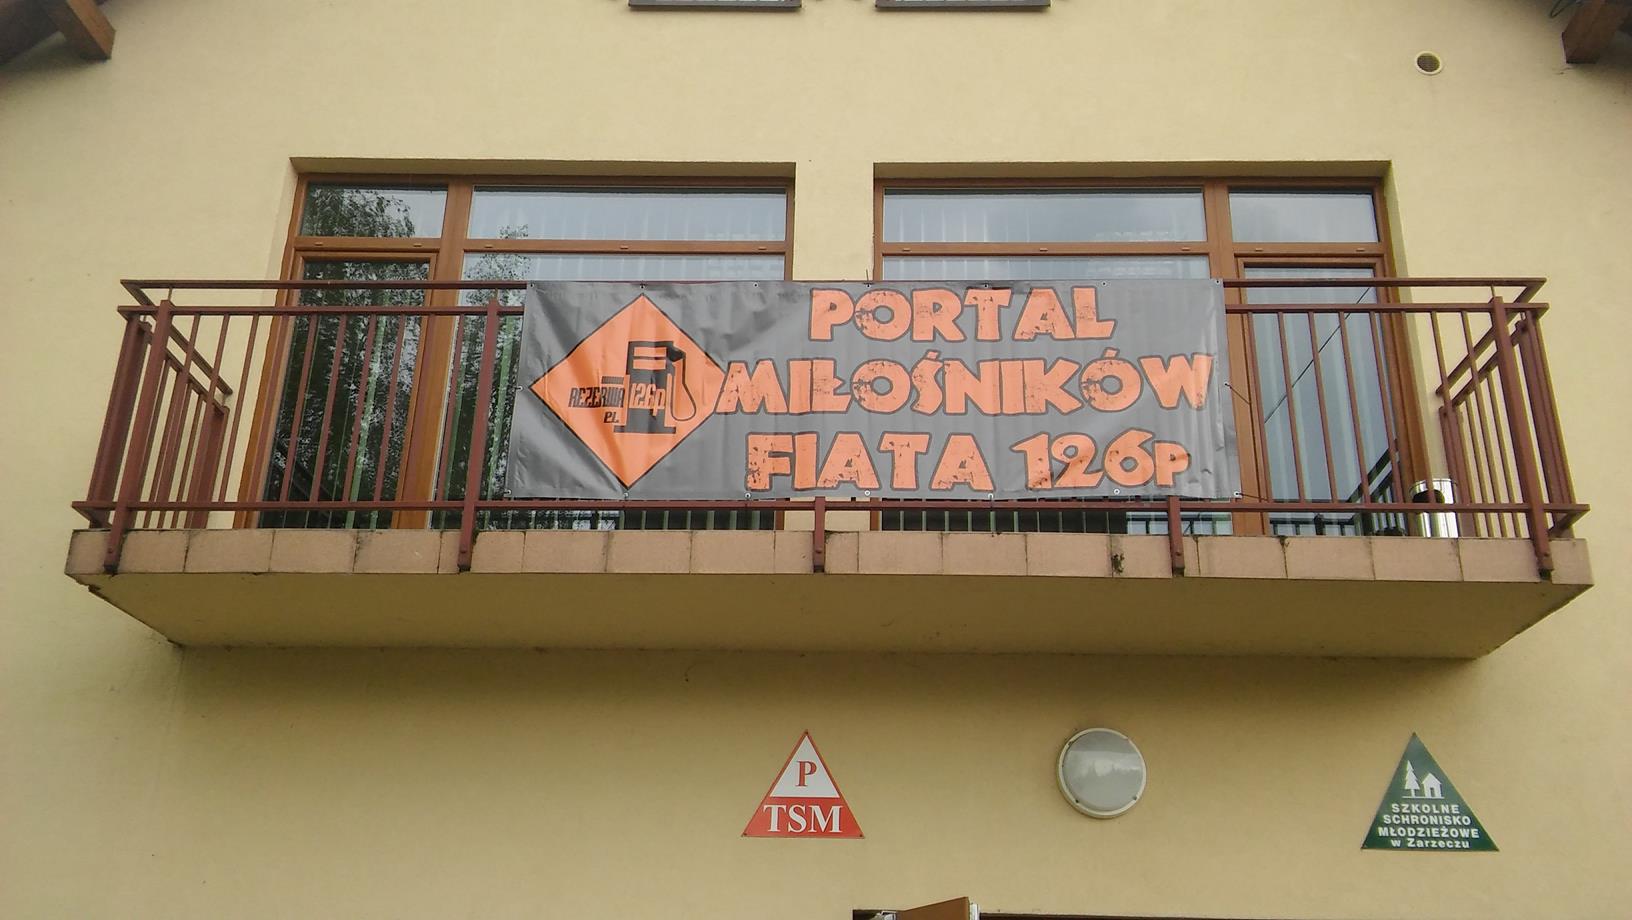 PORTAL
MIŁOŚNIKÓW
FIATA 126P
REZERWA 126p
PL.
P
TSM
SZKOLNE
SCHRONISKO
MŁODZIEŻOWE
w Zarzeczu